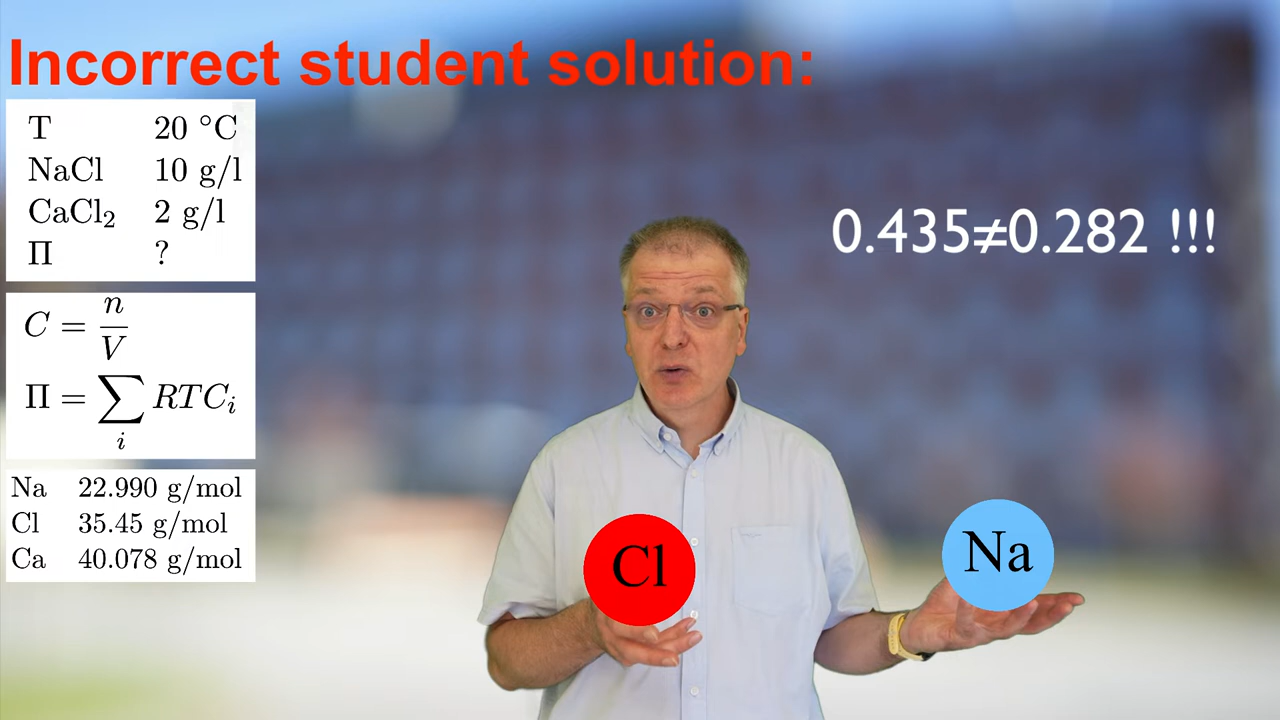 Incorrect student solution:
T 20 °C
NaCl 10 g/l
CaCl₂ 2 g/l
Π ?
C = n/V
Π = ∑ᵢ RTCᵢ
Na 22.990 g/mol
Cl 35.45 g/mol
Ca 40.078 g/mol
0.435≠0.282 !!!
Cl
Na